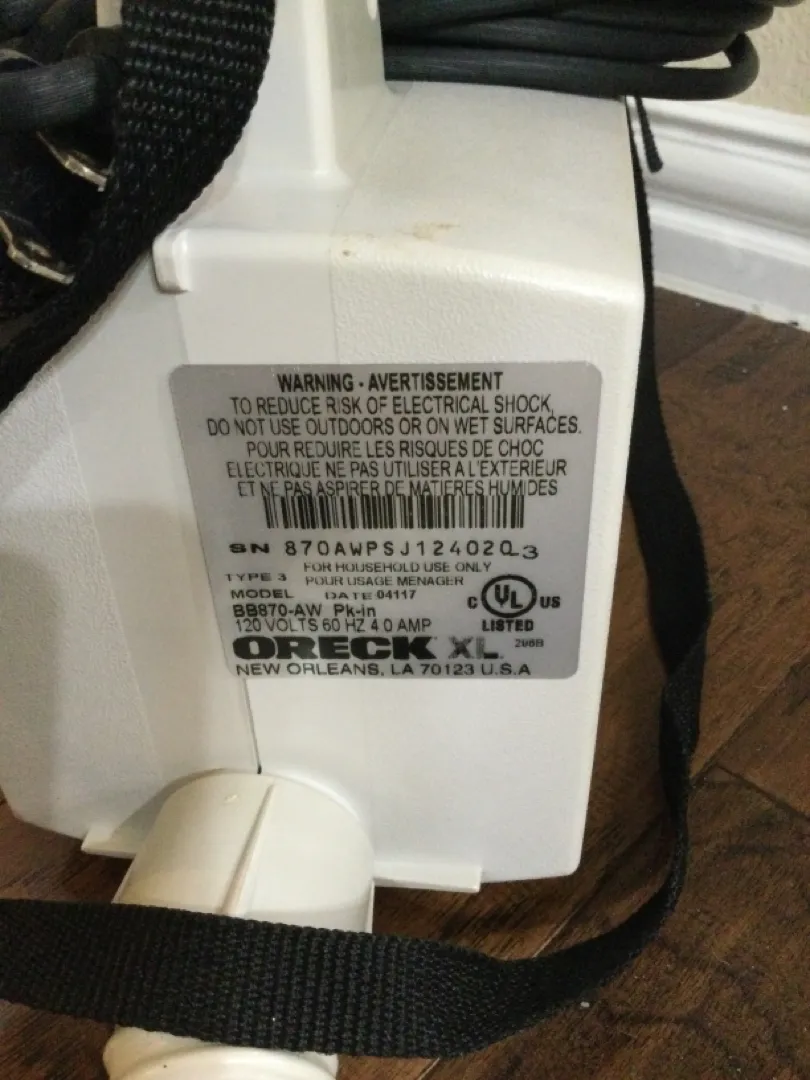 WARNING - AVERTISSEMENT
TO REDUCE RISK OF ELECTRICAL SHOCK,
DO NOT USE OUTDOORS OR ON WET SURFACES.
POUR REDUIRE LES RISQUES DE CHOC
ELECTRIQUE NE PAS UTILISER A L'EXTERIEUR
ET NE PAS ASPIRER DE MATIERES HUMIDES
SN 870AWPSJ124020 3
FOR HOUSEHOLD USE ONLY
TYPE 3 POUR USAGE MENAGER
MODEL DATE 04117
BB870-AW Pk-in
120 VOLTS 60 HZ 4.0 AMP
C UL US
LISTED
ORECK XL 206B
NEW ORLEANS, LA 70123 U.S.A